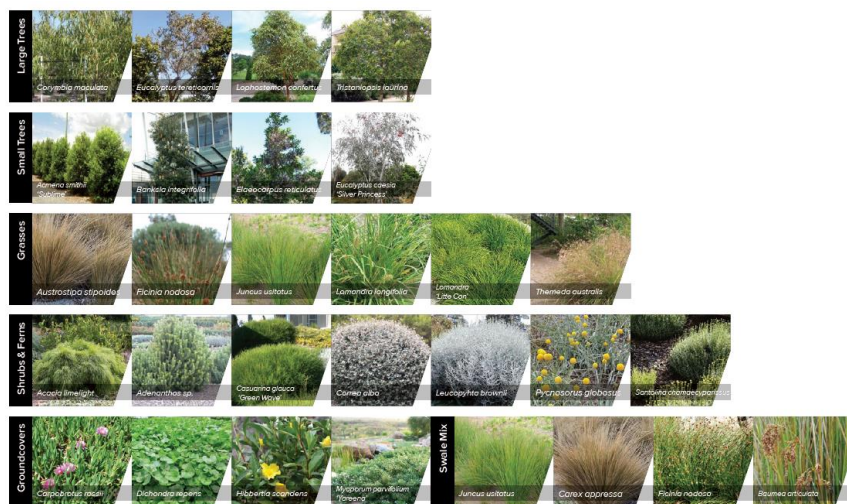 Large Trees
Corymbia maculata
Eucalyptus tereticornis
Lophostemon confertus
Tristaniopsis laurina
Small Trees
Acmena smithii
'Sublime'
Banksia integrifolia
Elaeocarpus reticulatus
Eucalyptus caesia
'Silver Princess'
Grasses
Austrostipa stipoides
Ficinia nodosa
Juncus usitatus
Lomandra longifolia
Lomandra
'Little Con'
Themeda australis
Shrubs & Ferns
Acacia limelight
Adenanthos sp.
Casuarina glauca
'Green Wave'
Correa alba
Leucophyta brownii
Pycnosorus globosus
Santolina chamaecyparissus
Groundcovers
Carpobrotus rossii
Dichondra repens
Hibbertia scandens
Myoporum parvifolium
'Yareena'
Swale Mix
Juncus usitatus
Carex appressa
Ficinia nodosa
Baumea articulata